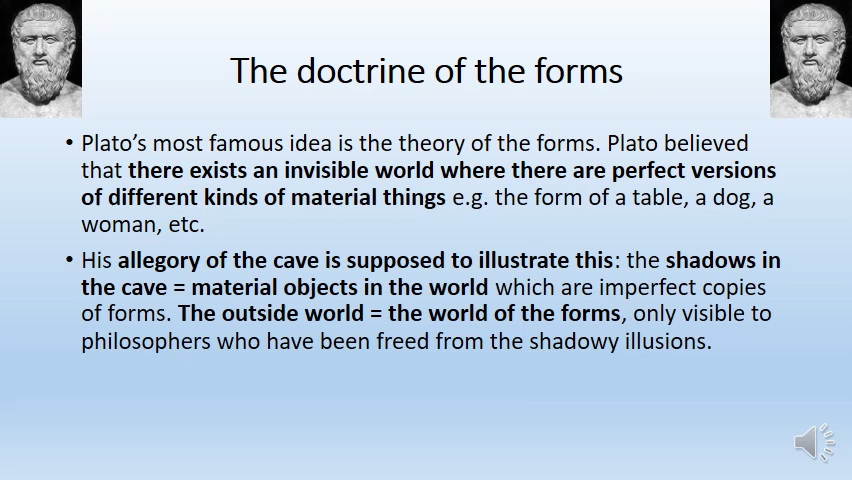 The doctrine of the forms
• Plato’s most famous idea is the theory of the forms. Plato believed
that there exists an invisible world where there are perfect versions
of different kinds of material things e.g. the form of a table, a dog, a
woman, etc.
• His allegory of the cave is supposed to illustrate this: the shadows in
the cave = material objects in the world which are imperfect copies
of forms. The outside world = the world of the forms, only visible to
philosophers who have been freed from the shadowy illusions.